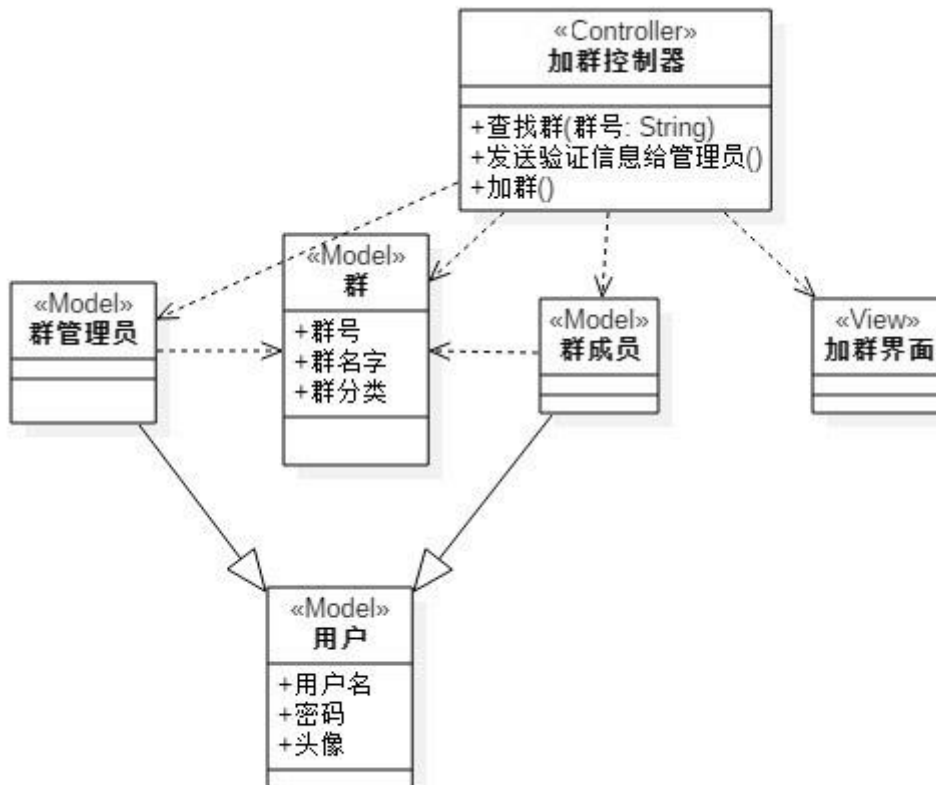 «Controller»
加群控制器
+查找群(群号: String)
+发送验证信息给管理员()
+加群()
«Model»
群
+群号
+群名字
+群分类
«Model»
群管理员
«Model»
群成员
«View»
加群界面
«Model»
用户
+用户名
+密码
+头像